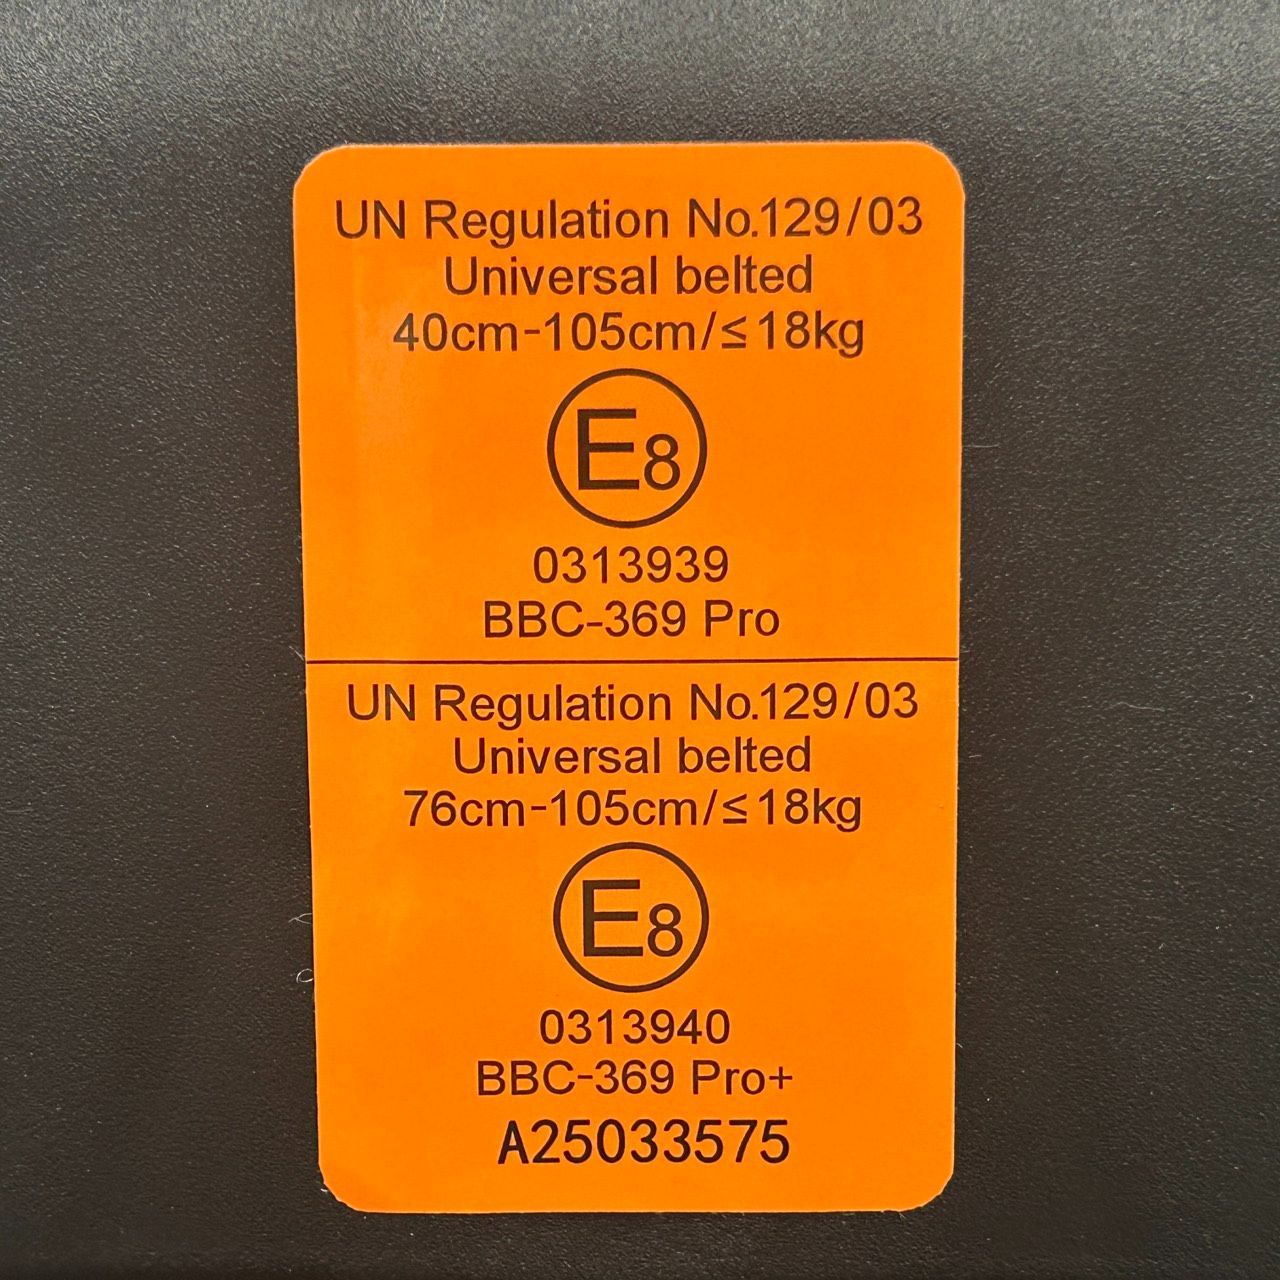 UN Regulation No.129/03
Universal belted
40cm-105cm/≤18kg
E8
0313939
BBC-369 Pro
UN Regulation No.129/03
Universal belted
76cm-105cm/≤18kg
E8
0313940
BBC-369 Pro+
A25033575